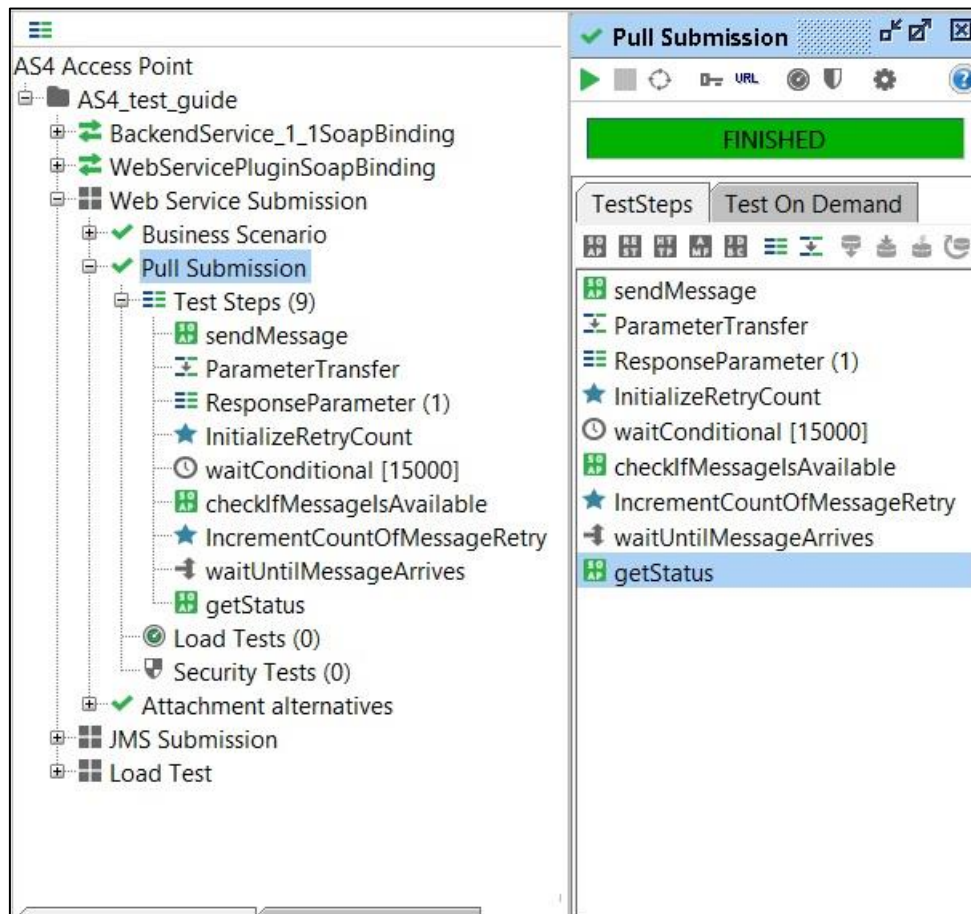 AS4 Access Point
AS4_test_guide
BackendService_1_1SoapBinding
WebServicePluginSoapBinding
Web Service Submission
Business Scenario
Pull Submission
Test Steps (9)
sendMessage
ParameterTransfer
ResponseParameter (1)
InitializeRetryCount
waitConditional [15000]
checkIfMessageIsAvailable
IncrementCountOfMessageRetry
waitUntilMessageArrives
getStatus
Load Tests (0)
Security Tests (0)
Attachment alternatives
JMS Submission
Load Test
Pull Submission
URL
FINISHED
TestSteps Test On Demand
sendMessage
ParameterTransfer
ResponseParameter (1)
InitializeRetryCount
waitConditional [15000]
checkIfMessageIsAvailable
IncrementCountOfMessageRetry
waitUntilMessageArrives
getStatus